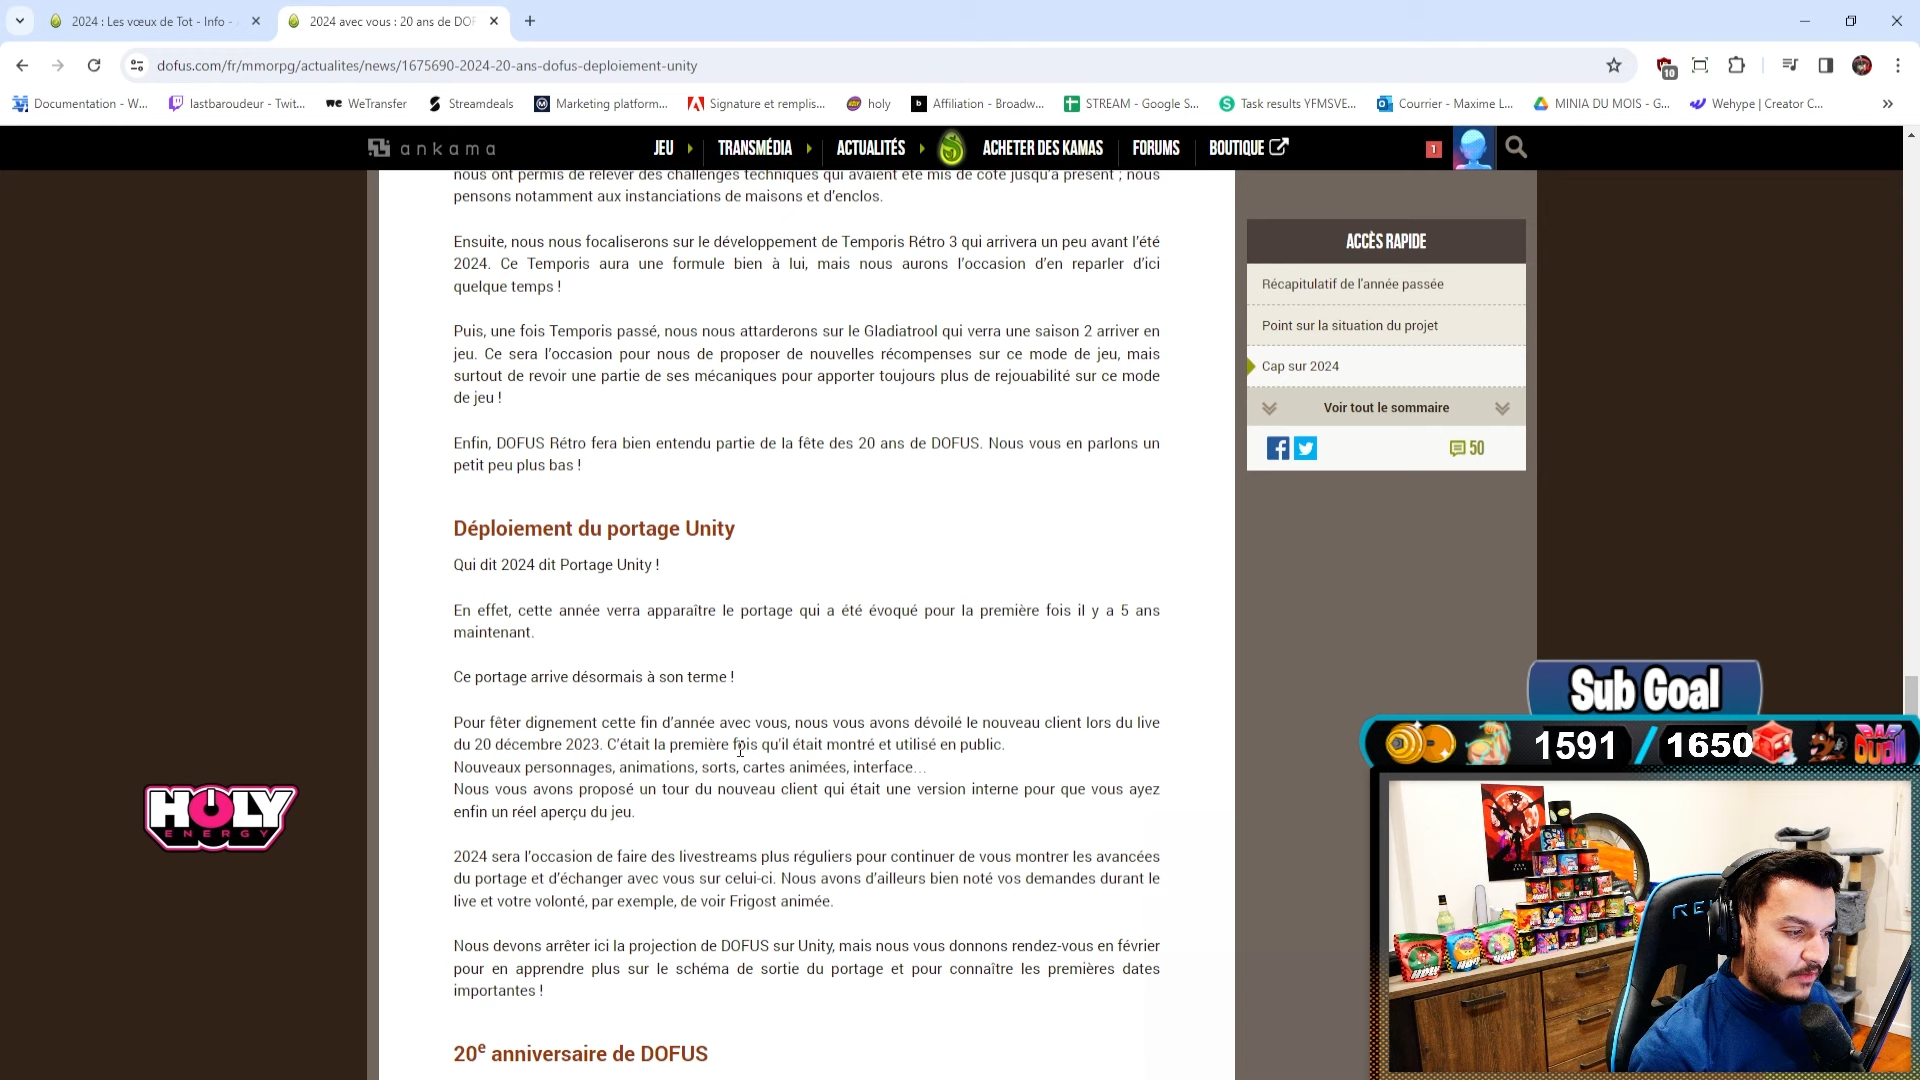 2024 : Les vœux de Tot - Info -
2024 avec vous : 20 ans de DOF
dofus.com/fr/mmorpg/actualites/news/1675690-2024-20-ans-dofus-deploiement-unity
10
Documentation - W...
lastbaroudeur - Twit...
WeTransfer
Streamdeals
Marketing platform...
Signature et remplis...
holy
Affiliation - Broadw...
STREAM - Google S...
Task results YFMSVE...
Courrier - Maxime L...
MINIA DU MOIS - G...
Wehype | Creator C...
ankama
JEU
TRANSMÉDIA
ACTUALITÉS
ACHETER DES KAMAS
FORUMS
BOUTIQUE
1
nous ont permis de relever des challenges techniques qui avaient été mis de côté jusqu'à présent ; nous
pensons notamment aux instanciations de maisons et d'enclos.
Ensuite, nous nous focaliserons sur le développement de Temporis Rétro 3 qui arrivera un peu avant l'été
2024. Ce Temporis aura une formule bien à lui, mais nous aurons l'occasion d'en reparler d'ici
quelque temps !
Puis, une fois Temporis passé, nous nous attarderons sur le Gladiatrool qui verra une saison 2 arriver en
jeu. Ce sera l'occasion pour nous de proposer de nouvelles récompenses sur ce mode de jeu, mais
surtout de revoir une partie de ses mécaniques pour apporter toujours plus de rejouabilité sur ce mode
de jeu !
Enfin, DOFUS Rétro fera bien entendu partie de la fête des 20 ans de DOFUS. Nous vous en parlons un
petit peu plus bas !
Déploiement du portage Unity
Qui dit 2024 dit Portage Unity !
En effet, cette année verra apparaître le portage qui a été évoqué pour la première fois il y a 5 ans
maintenant.
Ce portage arrive désormais à son terme !
Pour fêter dignement cette fin d'année avec vous, nous vous avons dévoilé le nouveau client lors du live
du 20 décembre 2023. C'était la première fois qu'il était montré et utilisé en public.
Nouveaux personnages, animations, sorts, cartes animées, interface...
Nous vous avons proposé un tour du nouveau client qui était une version interne pour que vous ayez
enfin un réel aperçu du jeu.
2024 sera l'occasion de faire des livestreams plus réguliers pour continuer de vous montrer les avancées
du portage et d'échanger avec vous sur celui-ci. Nous avons d'ailleurs bien noté vos demandes durant le
live et votre volonté, par exemple, de voir Frigost animée.
Nous devons arrêter ici la projection de DOFUS sur Unity, mais nous vous donnons rendez-vous en février
pour en apprendre plus sur le schéma de sortie du portage et pour connaître les premières dates
importantes !
20e anniversaire de DOFUS
ACCÈS RAPIDE
Récapitulatif de l'année passée
Point sur la situation du projet
Cap sur 2024
Voir tout le sommaire
50
HOLY
ENERGY
Sub Goal
1591 / 1650